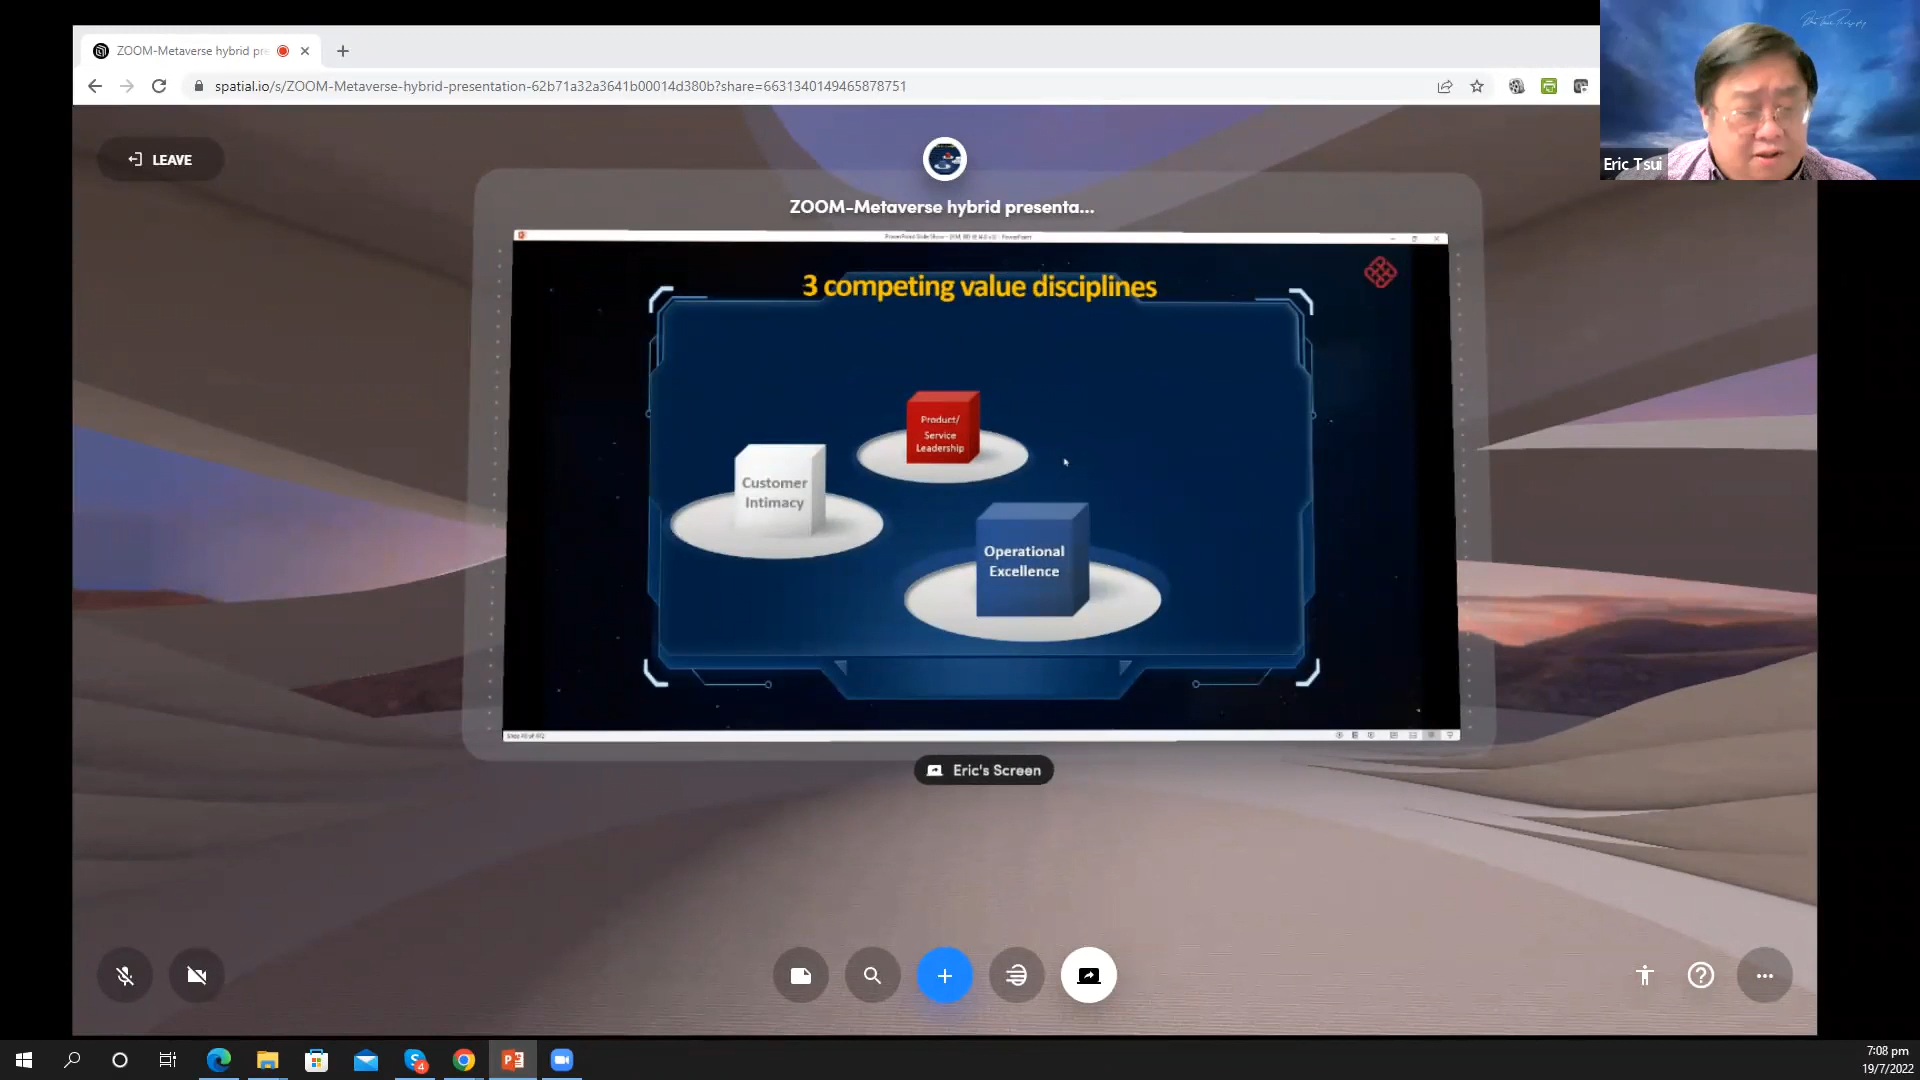 ZOOM-Metaverse hybrid pre
spatial.io/s/ZOOM-Metaverse-hybrid-presentation-62b71a32a3641b00014d380b?share=6631340149465878751
Eric Tsui
LEAVE
ZOOM-Metaverse hybrid presenta...
3 competing value disciplines
Product/
Service
Leadership
Customer
Intimacy
Operational
Excellence
Eric's Screen
4
7:08 pm
19/7/2022